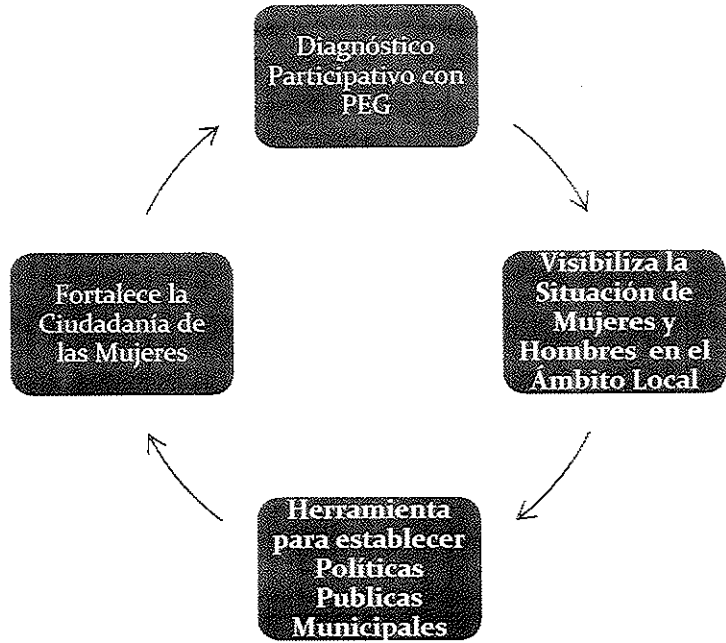 Diagnóstico
Participativo con
PEG
Visibiliza la
Situación de
Mujeres y
Hombres en el
Ámbito Local
Herramienta
para establecer
Políticas
Publicas
Municipales
Fortalece la
Ciudadanía de
las Mujeres